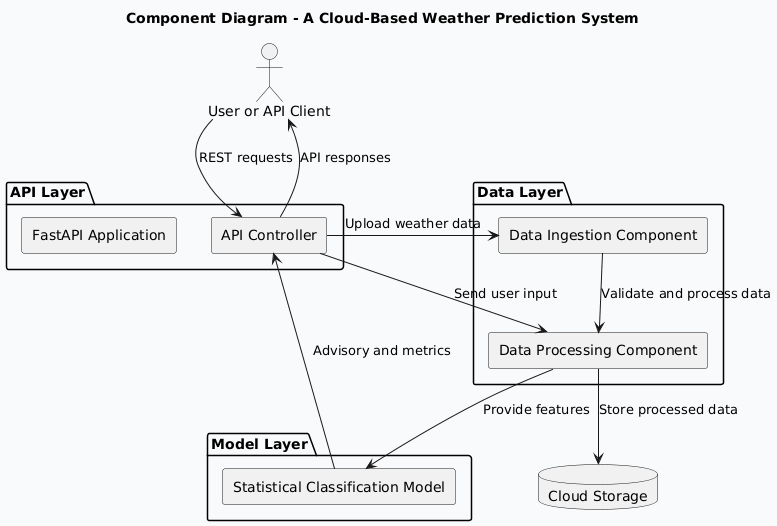 Component Diagram - A Cloud-Based Weather Prediction System
User or API Client
REST requests
API responses
API Layer
Data Layer
FastAPI Application
API Controller
Upload weather data
Data Ingestion Component
Send user input
Validate and process data
Advisory and metrics
Data Processing Component
Provide features
Store processed data
Model Layer
Statistical Classification Model
Cloud Storage